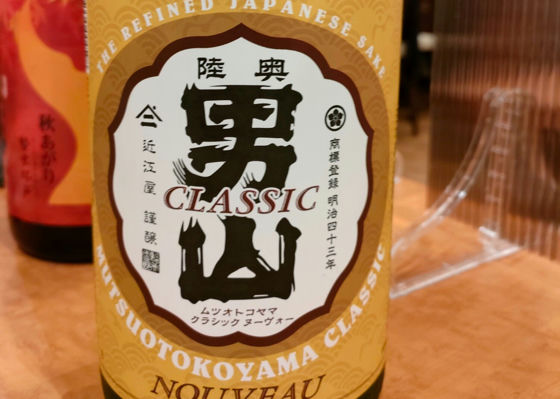 THE REFINED JAPANESE SAKE
陸奥
男山
CLASSIC
商標登録 明治四十三年
近江屋 謹醸
ムツオトコヤマ
クラシック ヌーヴォー
MUTSUOTOKOYAMA CLASSIC
NOUVEAU
秋あがり